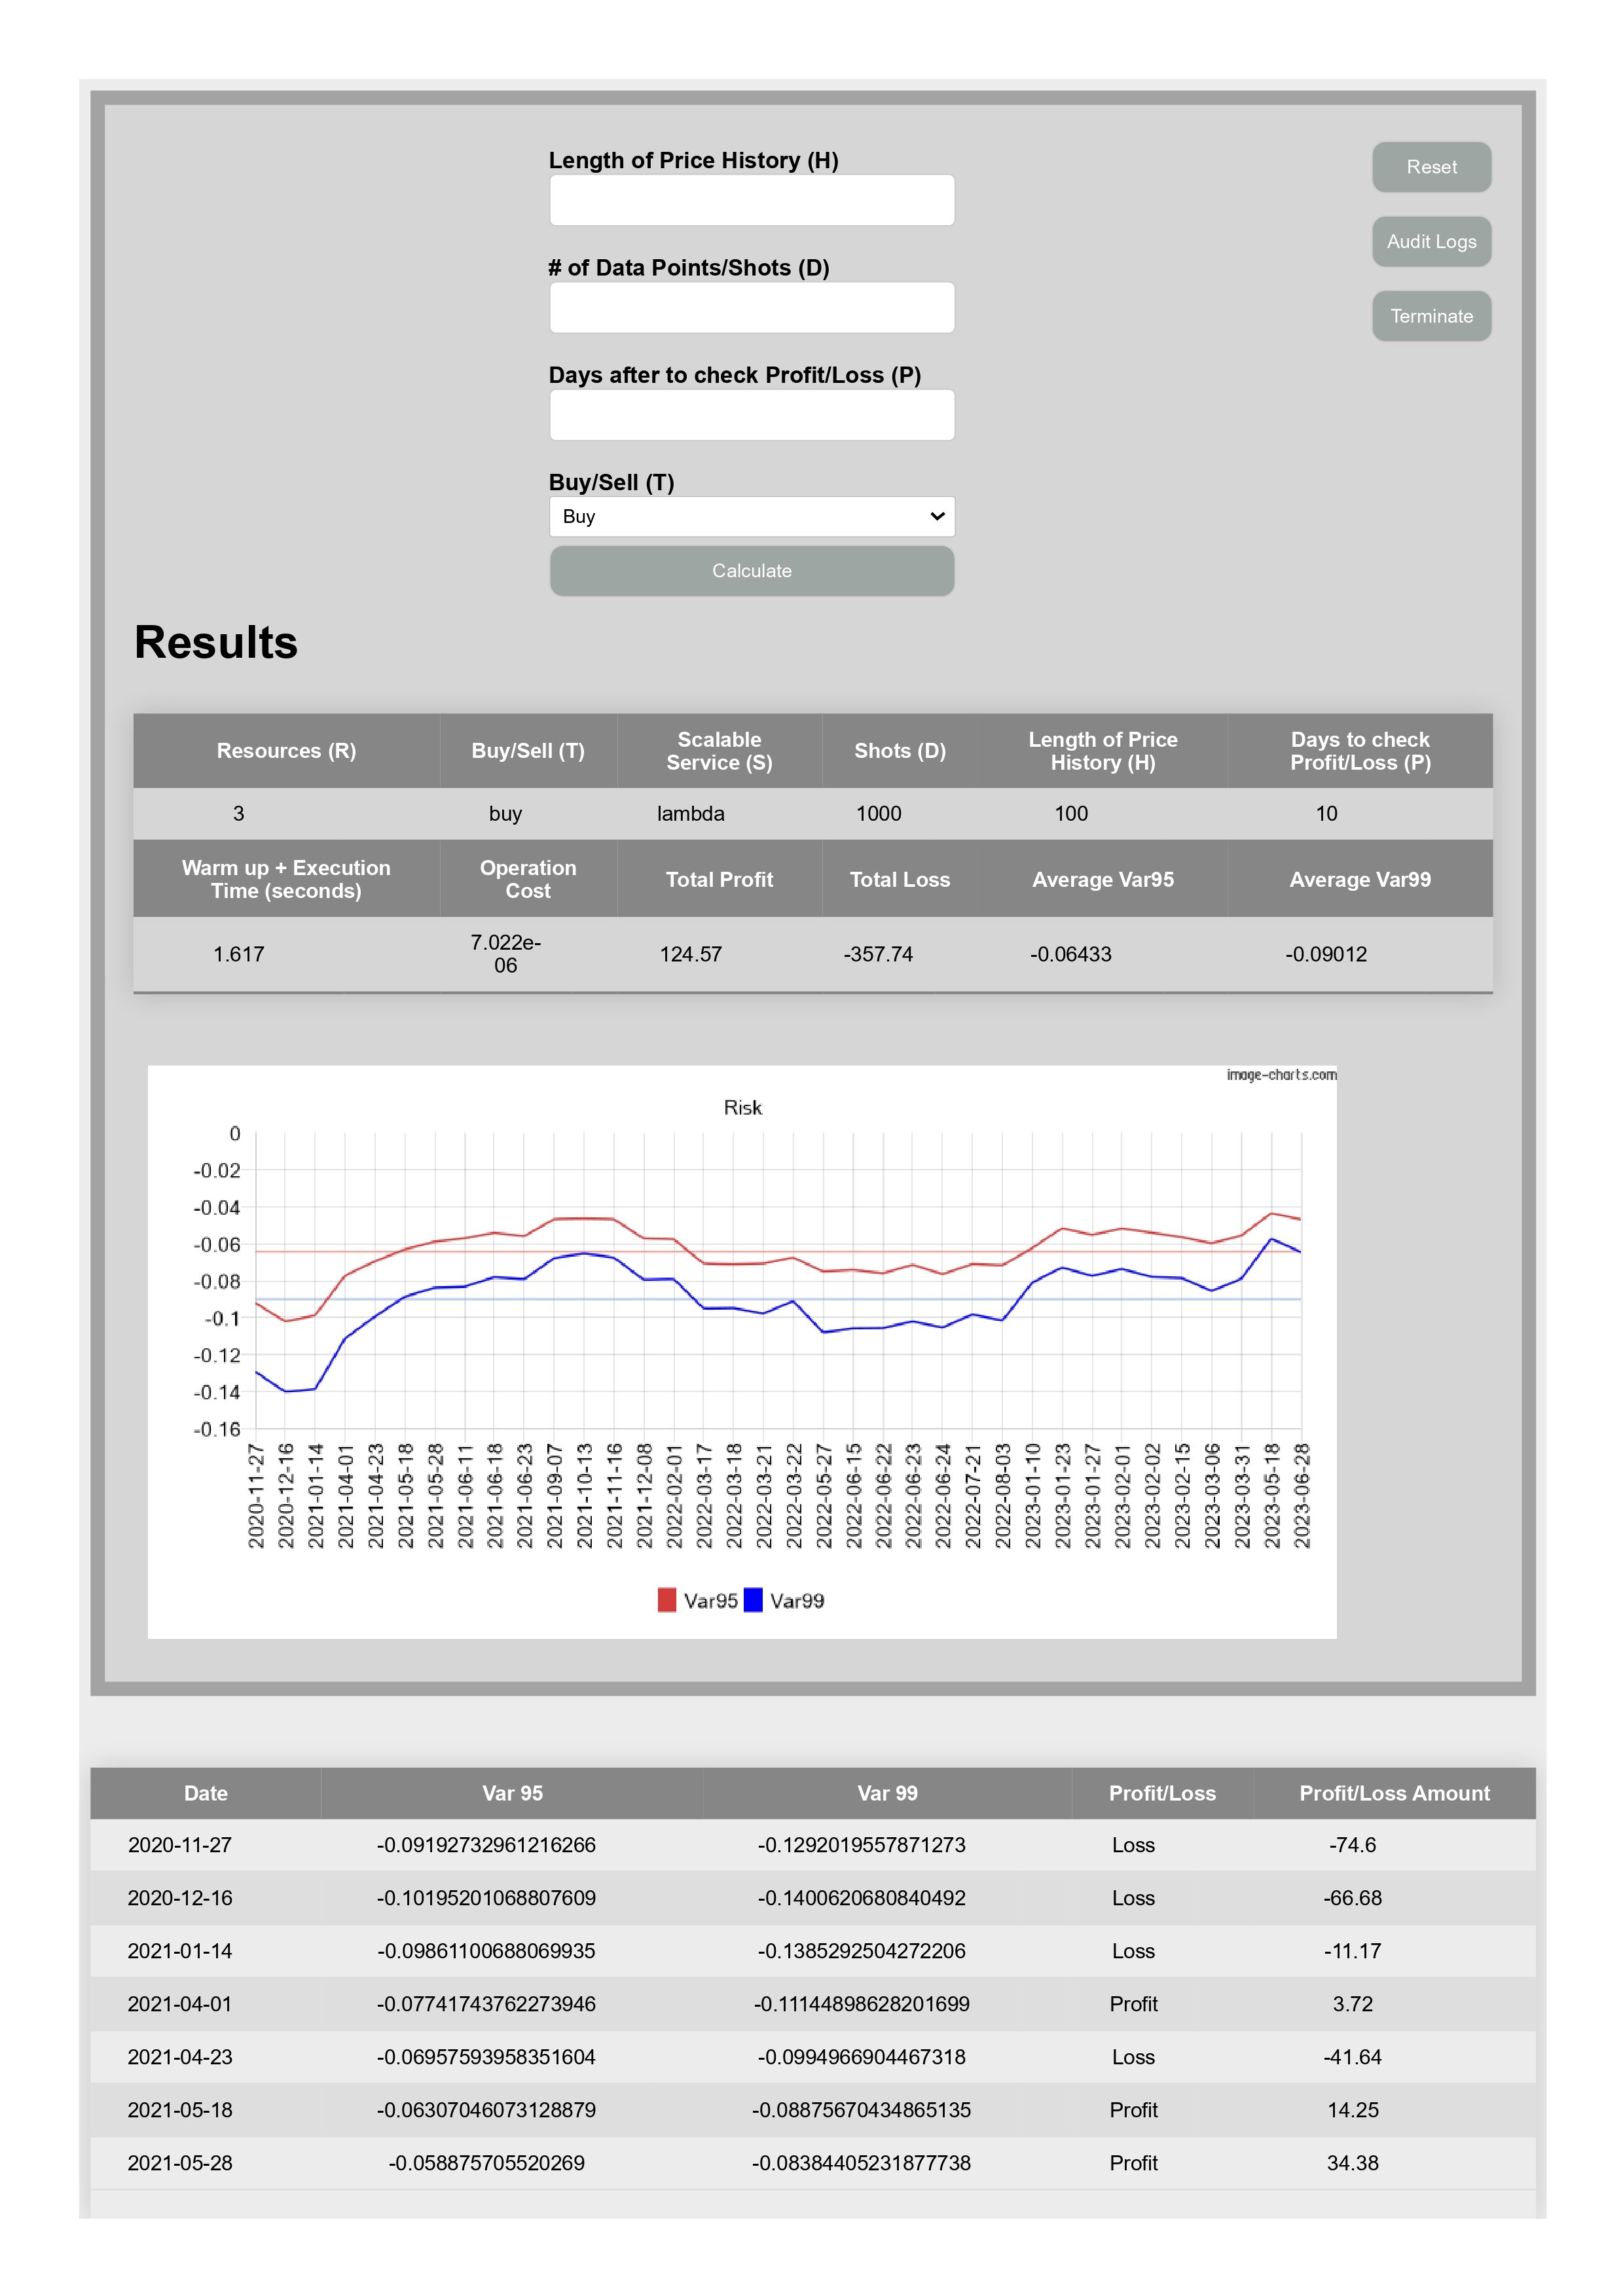 Length of Price History (H)
Reset
Audit Logs
# of Data Points/Shots (D)
Terminate
Days after to check Profit/Loss (P)
Buy/Sell (T)
Buy
Calculate
Results
Resources (R) Buy/Sell (T) Scalable Service (S) Shots (D) Length of Price History (H) Days to check Profit/Loss (P)
3 buy lambda 1000 100 10
Warm up + Execution Time (seconds) Operation Cost Total Profit Total Loss Average Var95 Average Var99
1.617 7.022e-06 124.57 -357.74 -0.06433 -0.09012
image-charts.com
Risk
0
-0.02
-0.04
-0.06
-0.08
-0.1
-0.12
-0.14
-0.16
2020-11-27
2020-12-16
2021-01-14
2021-04-01
2021-04-23
2021-05-18
2021-05-28
2021-06-11
2021-06-18
2021-06-23
2021-09-07
2021-10-13
2021-11-16
2021-12-08
2022-02-01
2022-03-17
2022-03-18
2022-03-21
2022-03-22
2022-05-27
2022-06-15
2022-06-22
2022-06-23
2022-06-24
2022-07-21
2022-08-03
2023-01-10
2023-01-23
2023-01-27
2023-02-01
2023-02-02
2023-02-15
2023-03-06
2023-03-31
2023-05-18
2023-06-28
Var95 Var99
Date Var 95 Var 99 Profit/Loss Profit/Loss Amount
2020-11-27 -0.09192732961216266 -0.1292019557871273 Loss -74.6
2020-12-16 -0.10195201068807609 -0.1400620680840492 Loss -66.68
2021-01-14 -0.09861100688069935 -0.1385292504272206 Loss -11.17
2021-04-01 -0.07741743762273946 -0.11144898628201699 Profit 3.72
2021-04-23 -0.06957593958351604 -0.0994966904467318 Loss -41.64
2021-05-18 -0.06307046073128879 -0.08875670434865135 Profit 14.25
2021-05-28 -0.058875705520269 -0.08384405231877738 Profit 34.38